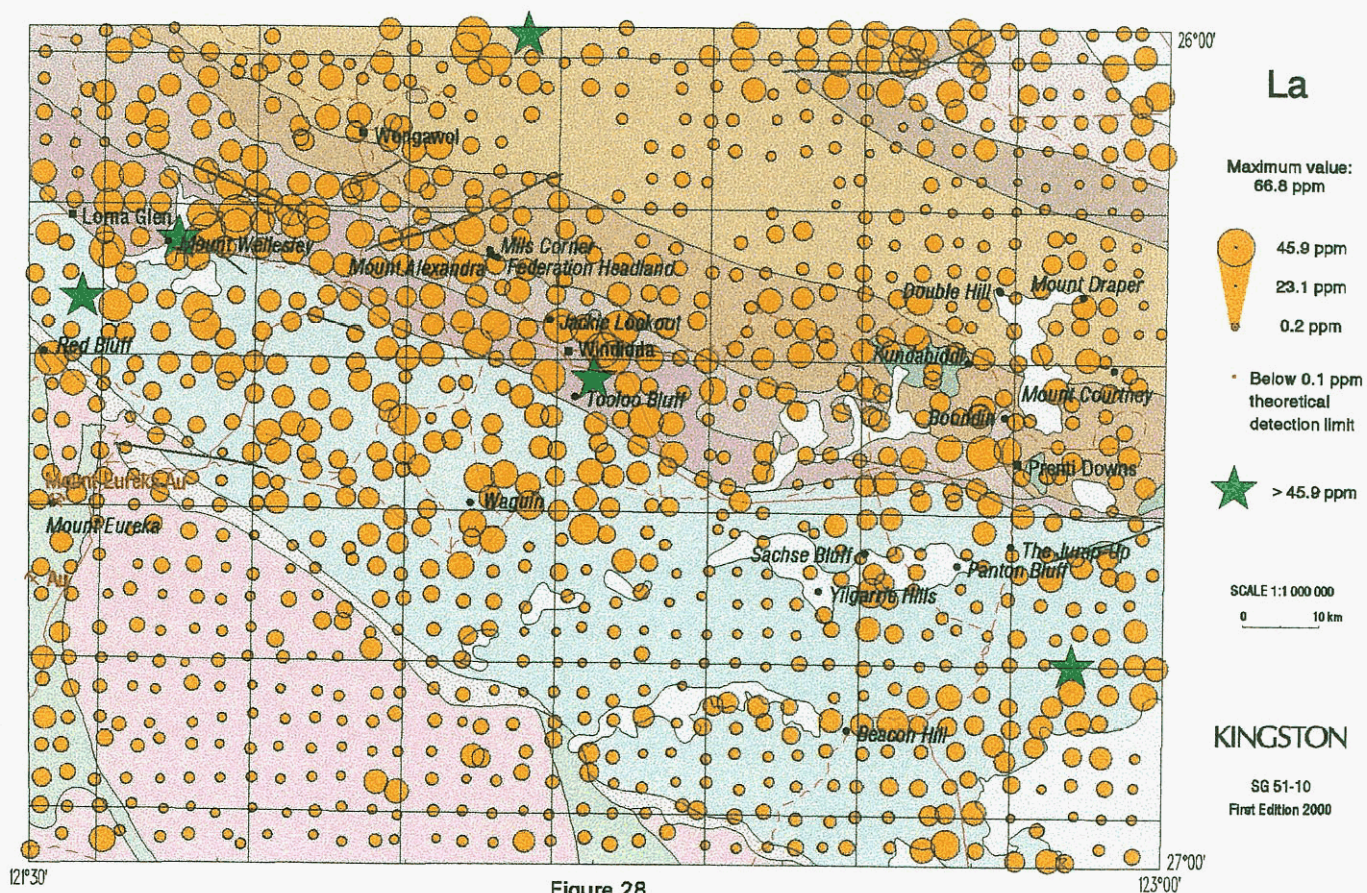 26°00'
La
Maximum value:
66.8 ppm
45.9 ppm
23.1 ppm
0.2 ppm
Below 0.1 ppm
theoretical
detection limit
> 45.9 ppm
SCALE 1:1 000 000
0 10 km
KINGSTON
SG 51-10
First Edition 2000
Wongawol
Lorna Glen
Mount Wellesley
Mils Corner
Mount Alexandra
Federation Headland
Double Hill
Mount Draper
Jackie Lookout
Red Bluff
Windidda
Kundabiddi
Mount Courtney
Tooloo Bluff
Boondin
Prenti Downs
Mount Eureka Au
Mount Eureka
Waguin
Sachse Bluff
The Jump-Up
Panton Bluff
Au
Yilgarrit Hills
Beacon Hill
27°00'
121°30'
123°00'
Figure 28